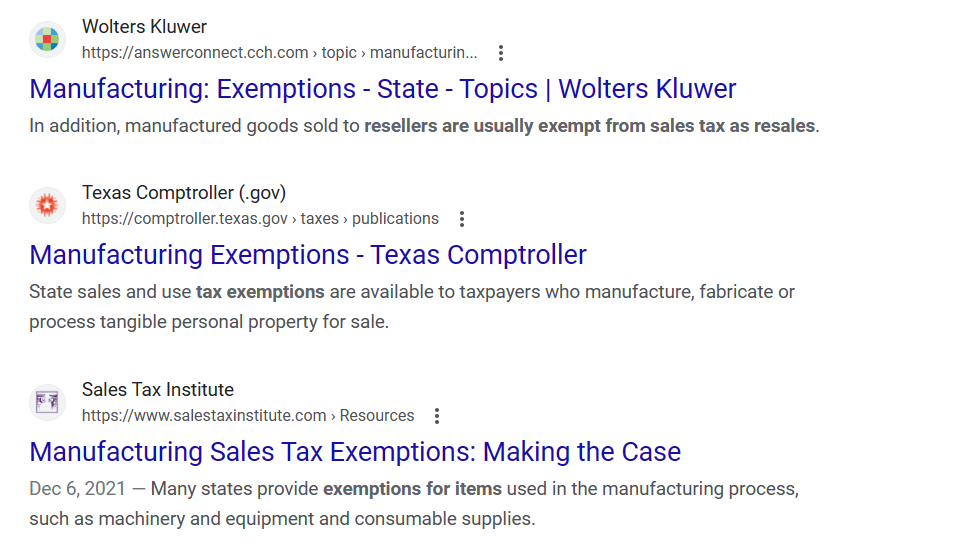 Wolters Kluwer
https://answerconnect.cch.com › topic › manufacturin...
Manufacturing: Exemptions - State - Topics | Wolters Kluwer
In addition, manufactured goods sold to resellers are usually exempt from sales tax as resales.
Texas Comptroller (.gov)
https://comptroller.texas.gov › taxes › publications
Manufacturing Exemptions - Texas Comptroller
State sales and use tax exemptions are available to taxpayers who manufacture, fabricate or
process tangible personal property for sale.
Sales Tax Institute
https://www.salestaxinstitute.com › Resources
Manufacturing Sales Tax Exemptions: Making the Case
Dec 6, 2021 — Many states provide exemptions for items used in the manufacturing process,
such as machinery and equipment and consumable supplies.